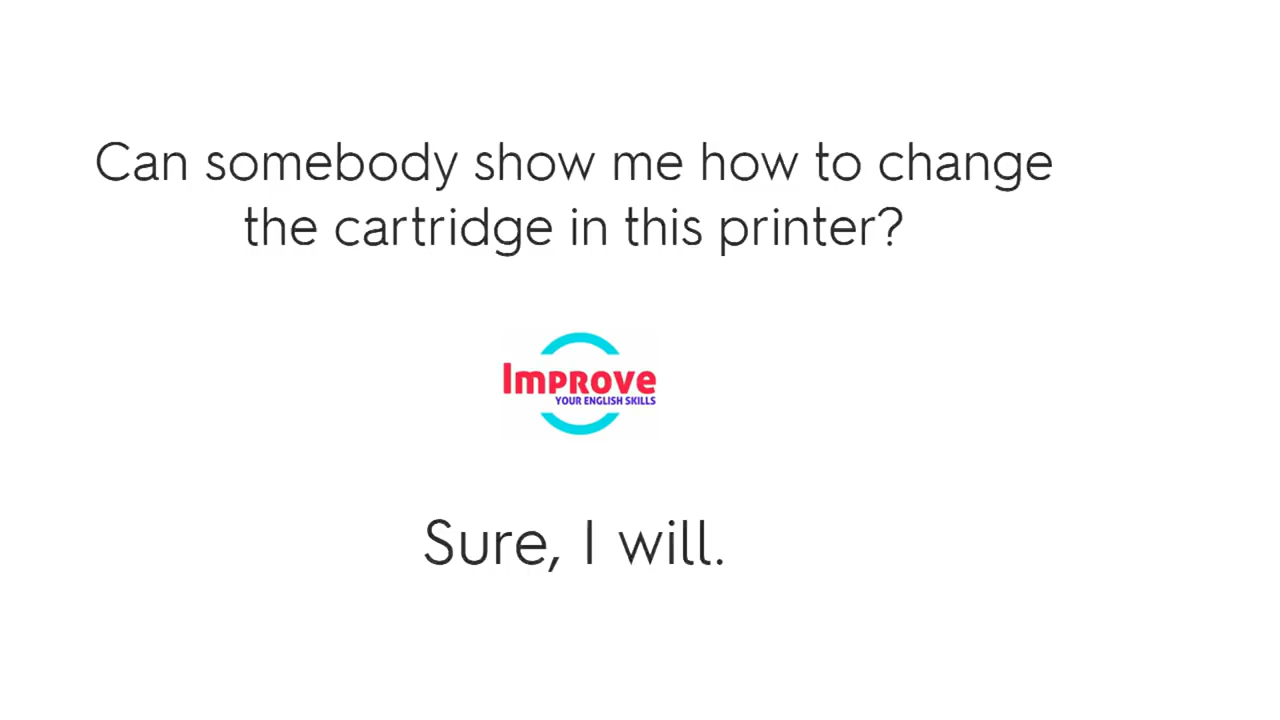 Can somebody show me how to change
the cartridge in this printer?
Improve
YOUR ENGLISH SKILLS
Sure, I will.